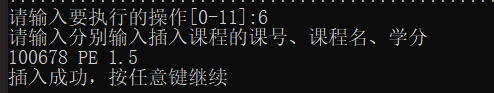 请输入要执行的操作[0-11]:6
请输入分别输入插入课程的课号、课程名、学分
100678 PE 1.5
插入成功，按任意键继续